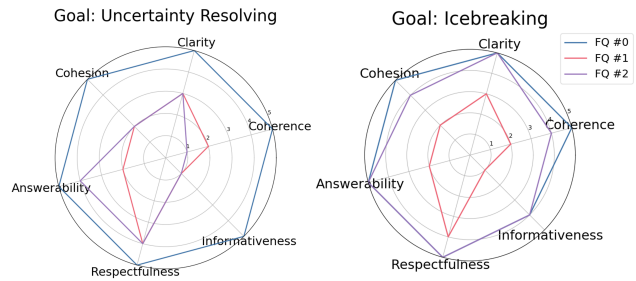 Goal: Uncertainty Resolving
Clarity
Cohesion
Coherence
Answerability
Informativeness
Respectfulness
1
2
3
4
5
Goal: Icebreaking
FQ #0
FQ #1
FQ #2
Clarity
Cohesion
Coherence
Answerability
Informativeness
Respectfulness
1
2
3
4
5